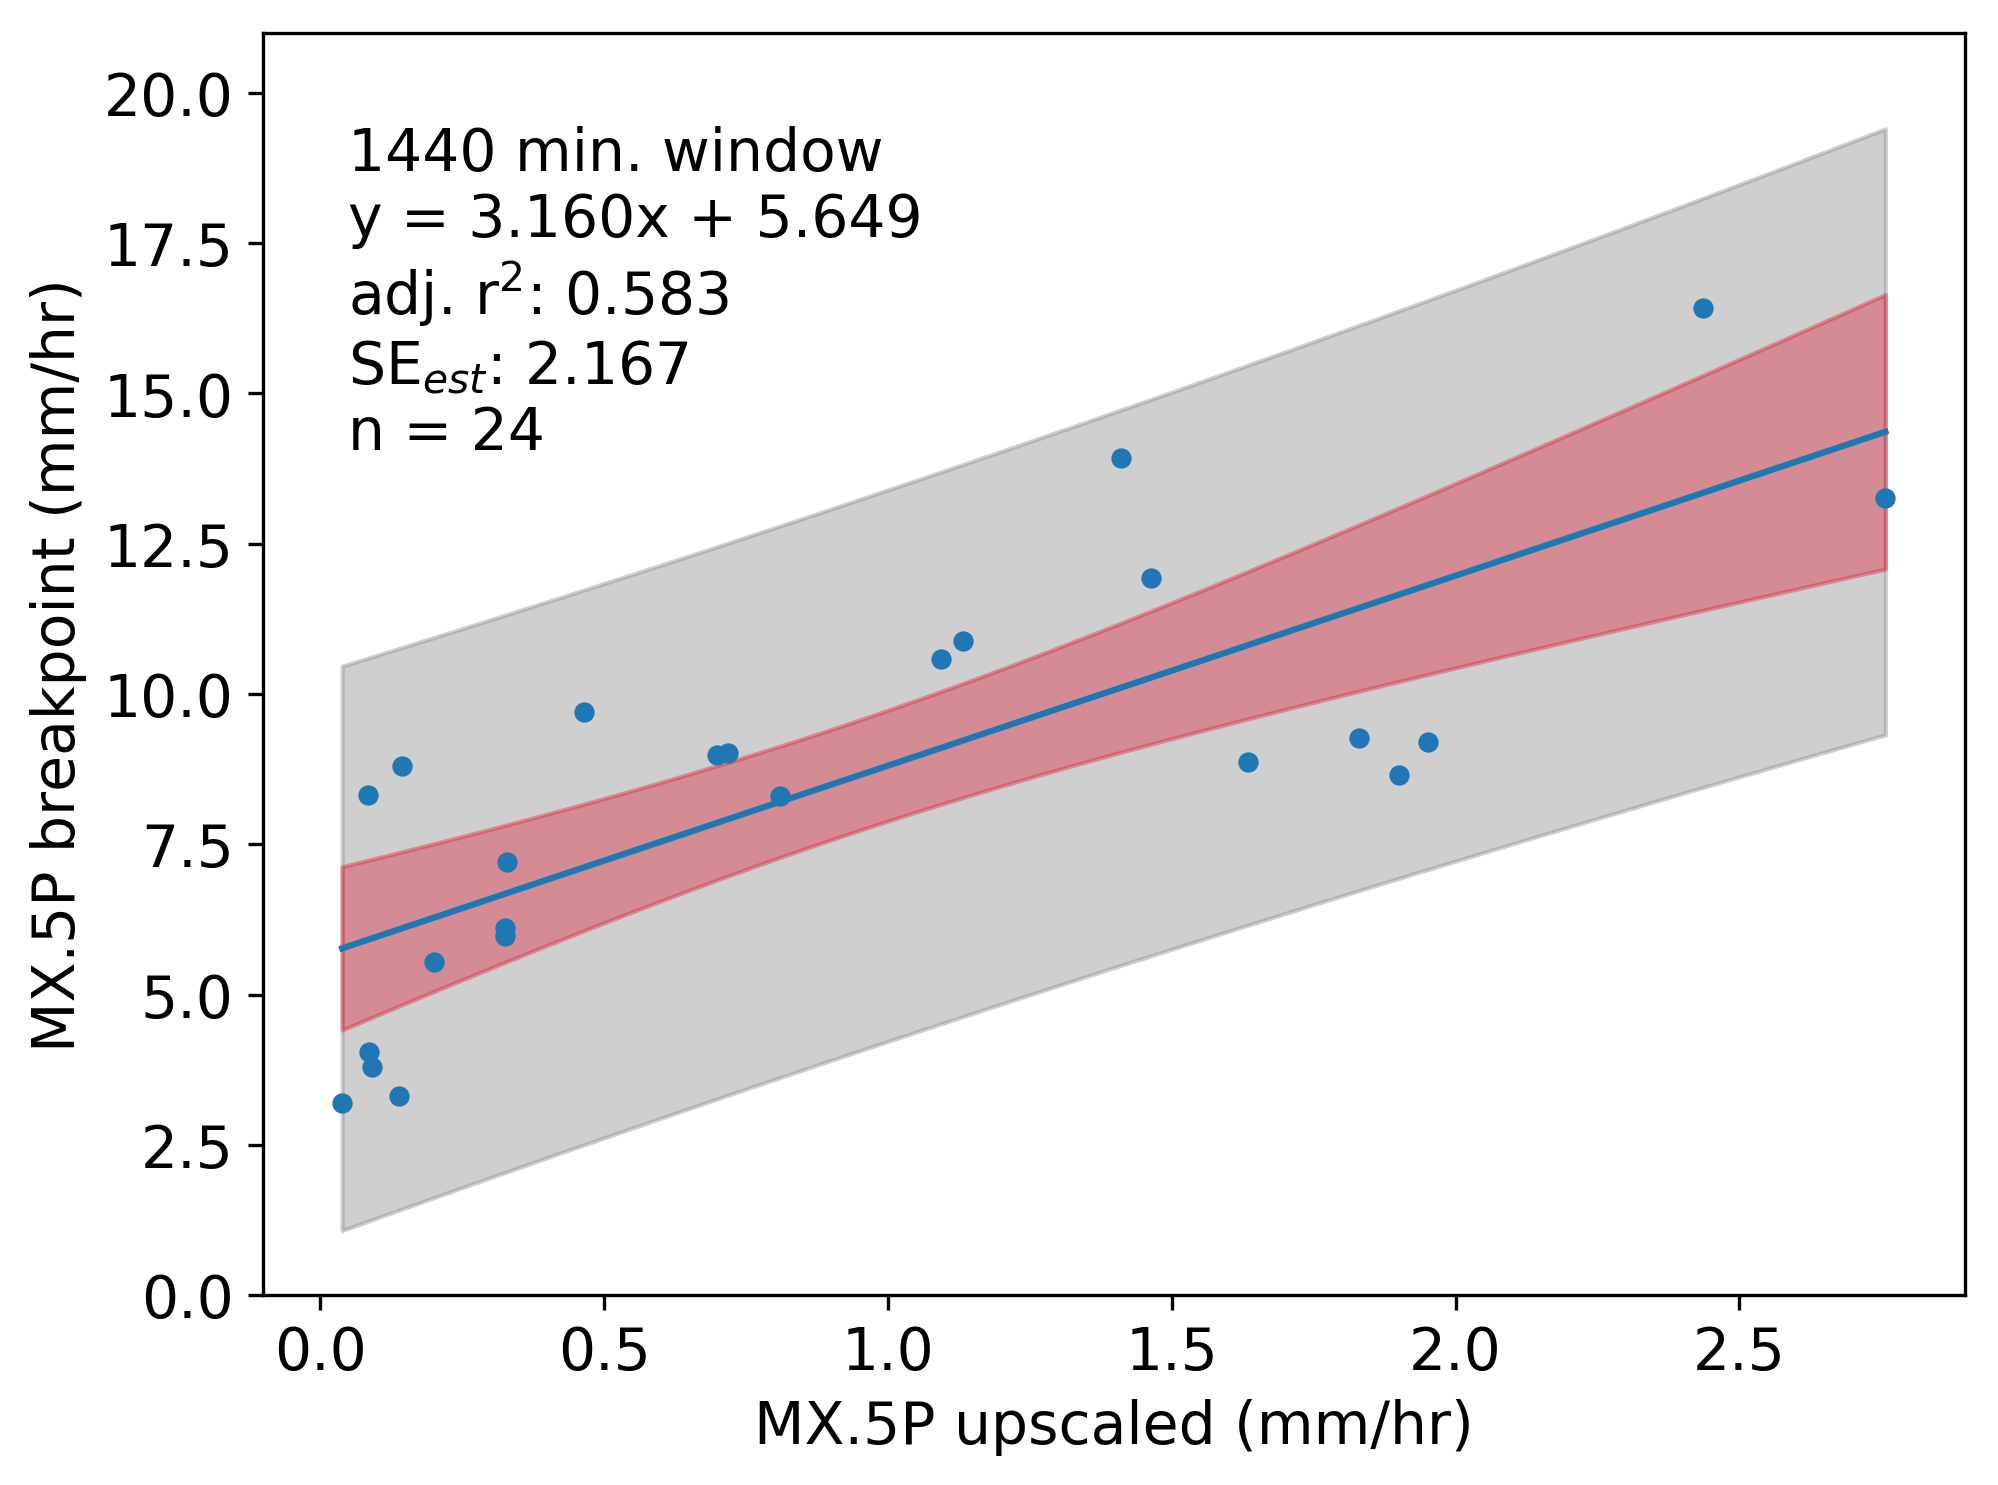 1440 min. window
y = 3.160x + 5.649
adj. r²: 0.583
SEest: 2.167
n = 24
MX.5P breakpoint (mm/hr)
20.0
17.5
15.0
12.5
10.0
7.5
5.0
2.5
0.0
0.0 0.5 1.0 1.5 2.0 2.5
MX.5P upscaled (mm/hr)